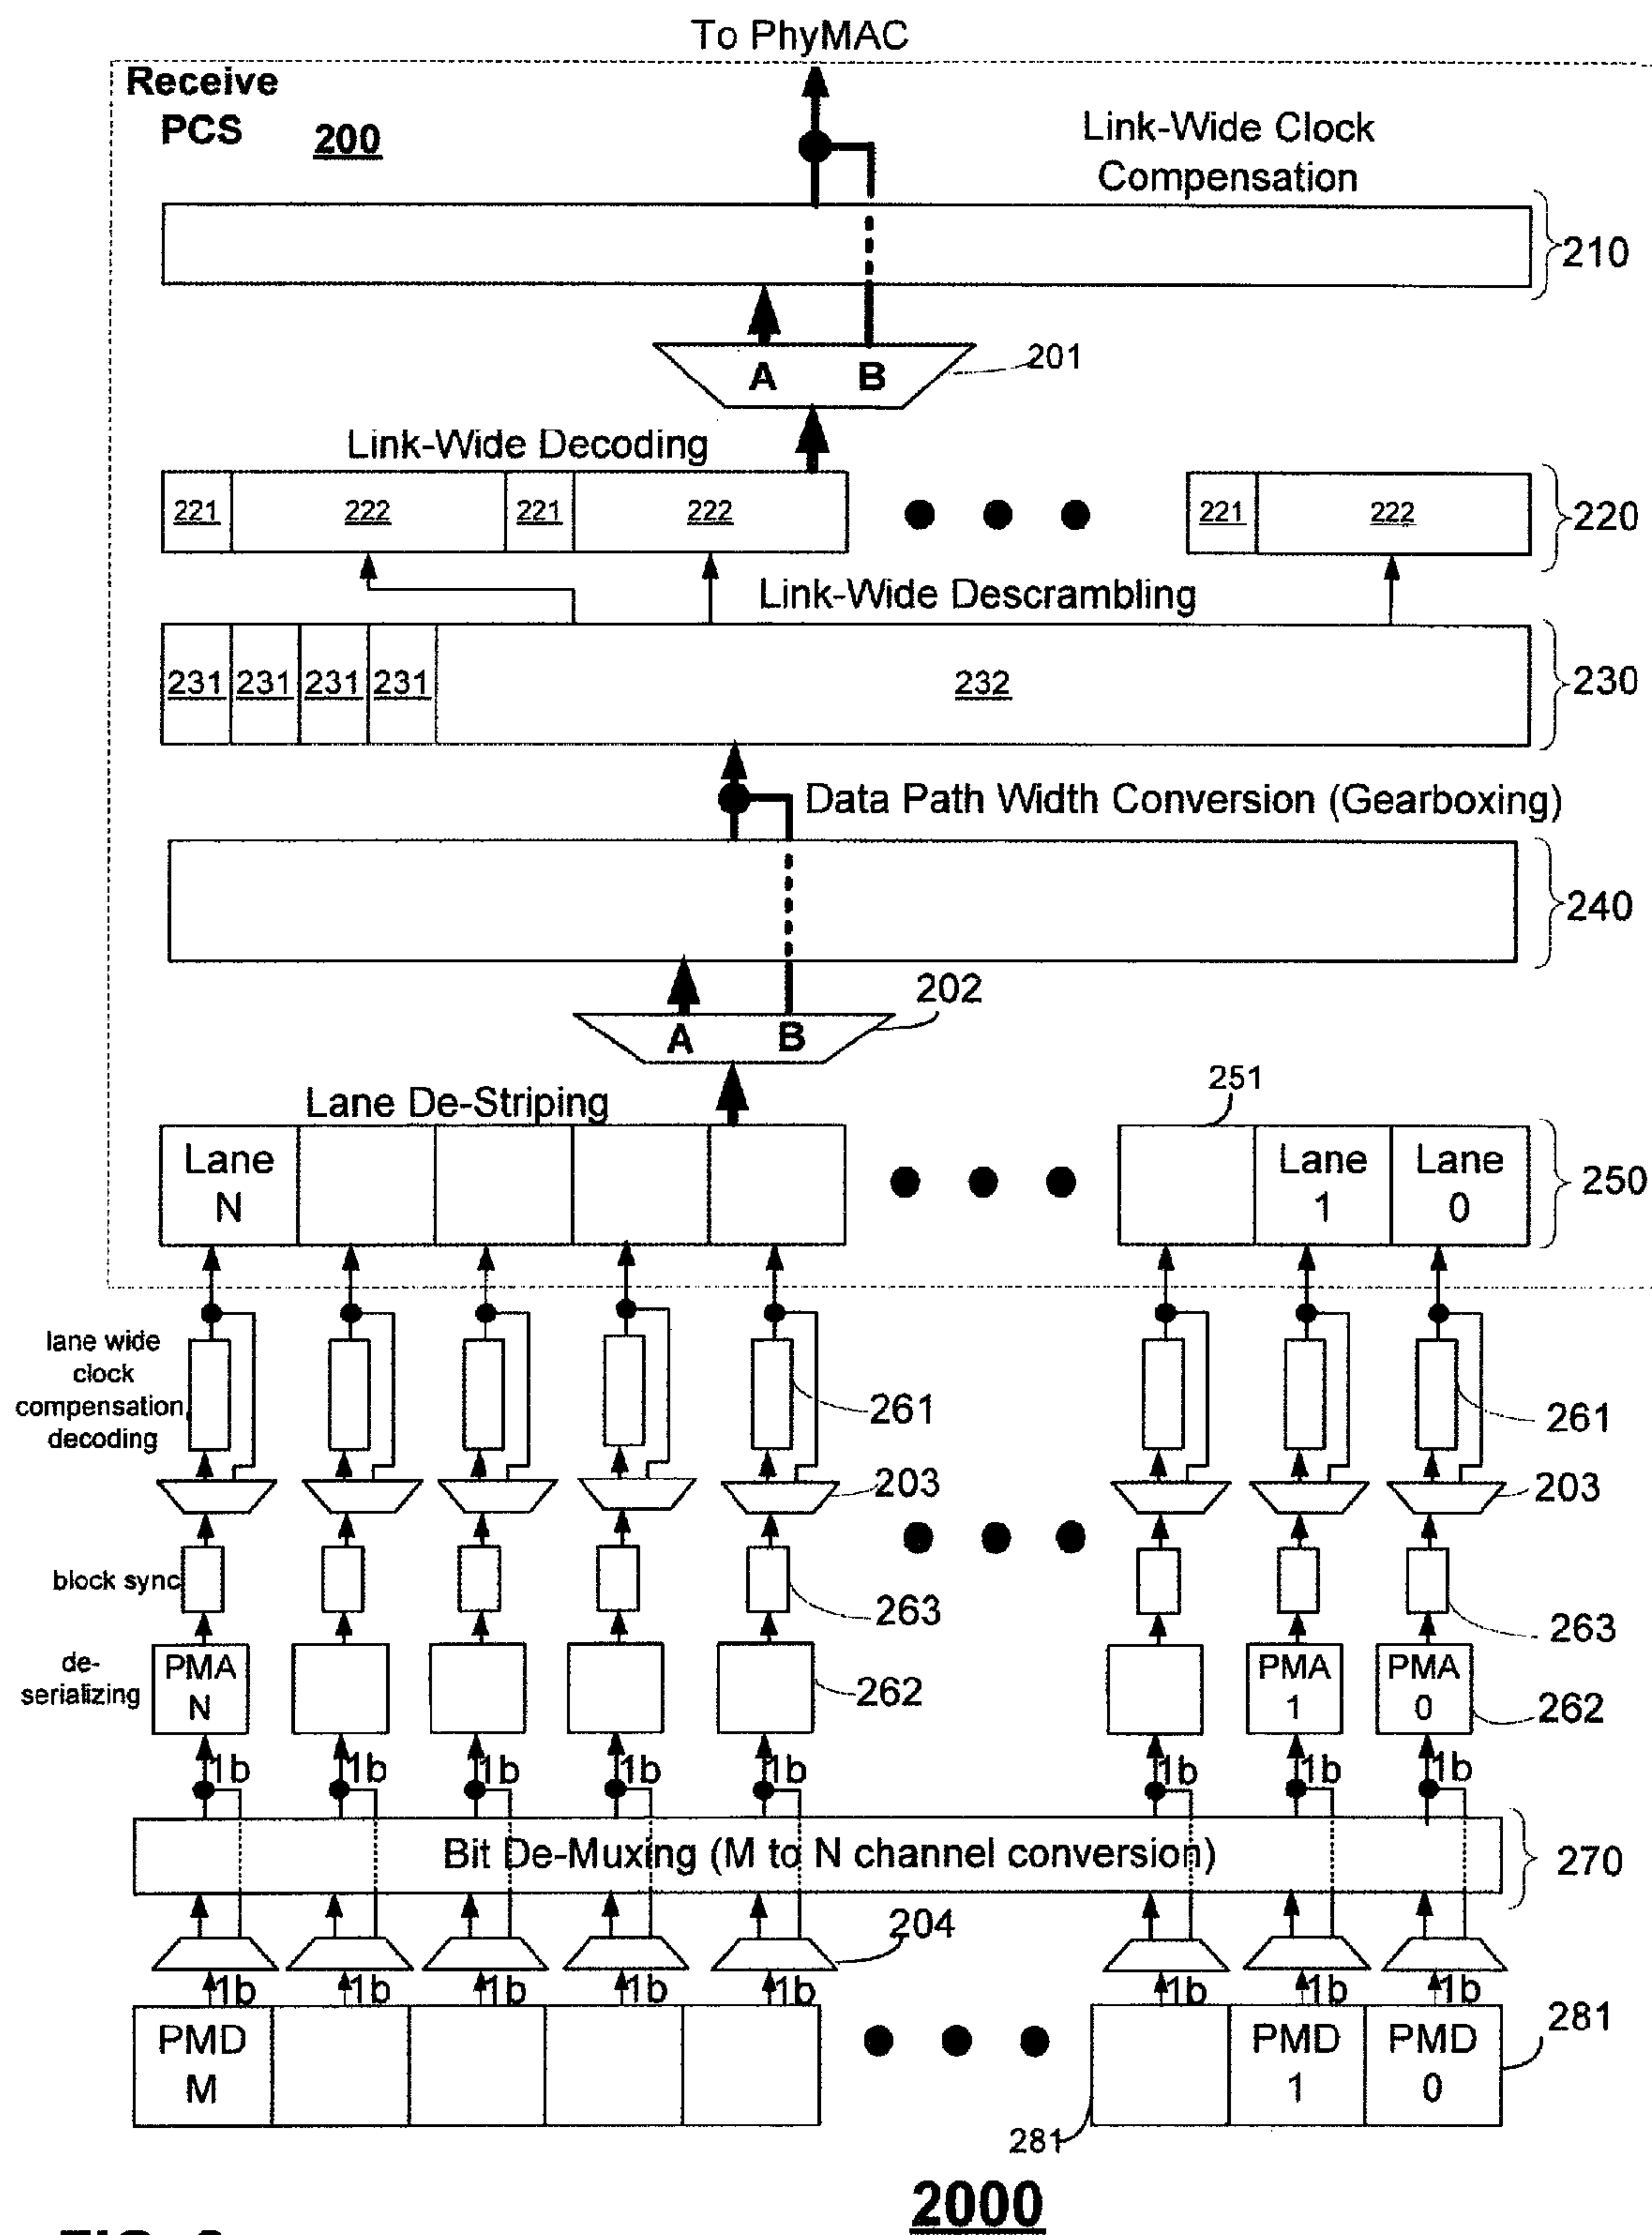 To PhyMAC
Receive
PCS
200
Link-Wide Clock
Compensation
210
A
B
201
Link-Wide Decoding
221
222
221
222
221
222
220
Link-Wide Descrambling
231
231
231
231
232
230
Data Path Width Conversion (Gearboxing)
240
202
A
B
251
Lane De-Striping
Lane
N
Lane
1
Lane
0
250
lane wide
clock
compensation,
decoding
261
261
203
203
block sync
263
263
de-
serializing
PMA
N
PMA
1
PMA
0
262
262
1b
1b
1b
1b
1b
1b
1b
1b
Bit De-Muxing (M to N channel conversion)
270
204
1b
1b
1b
1b
1b
1b
1b
1b
PMD
M
PMD
1
PMD
0
281
281
2000